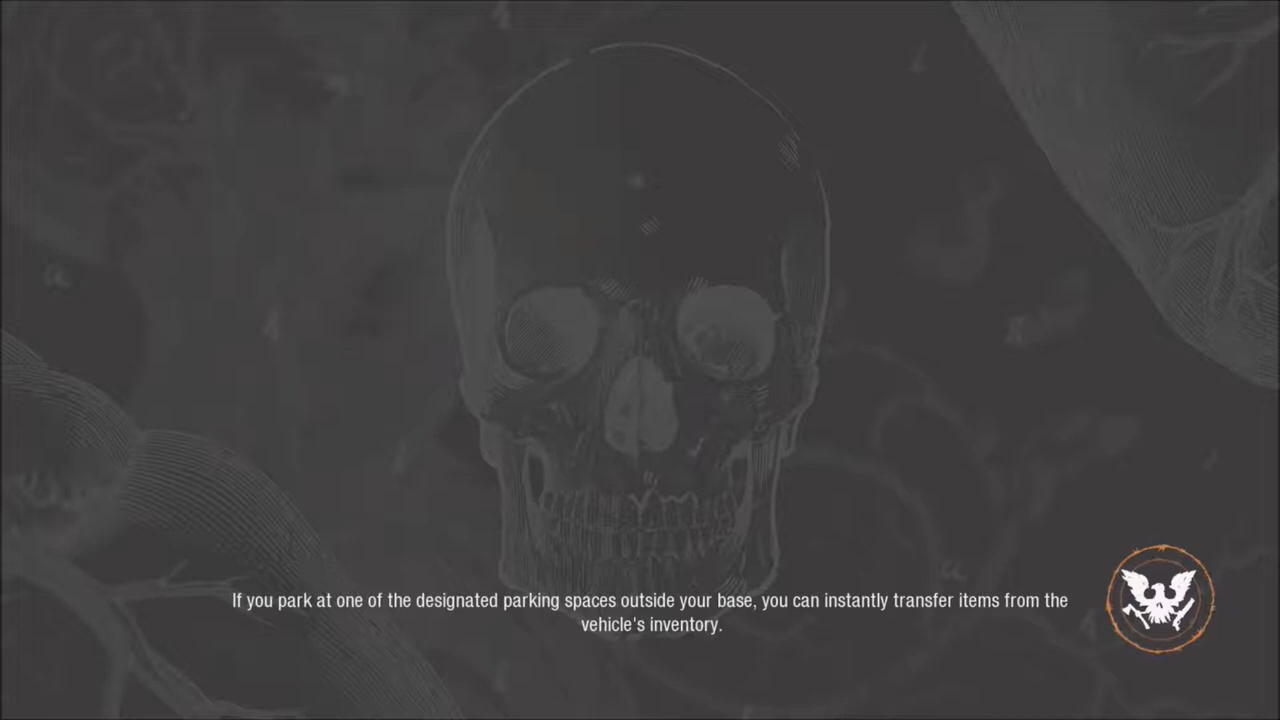 If you park at one of the designated parking spaces outside your base, you can instantly transfer items from the
vehicle's inventory.